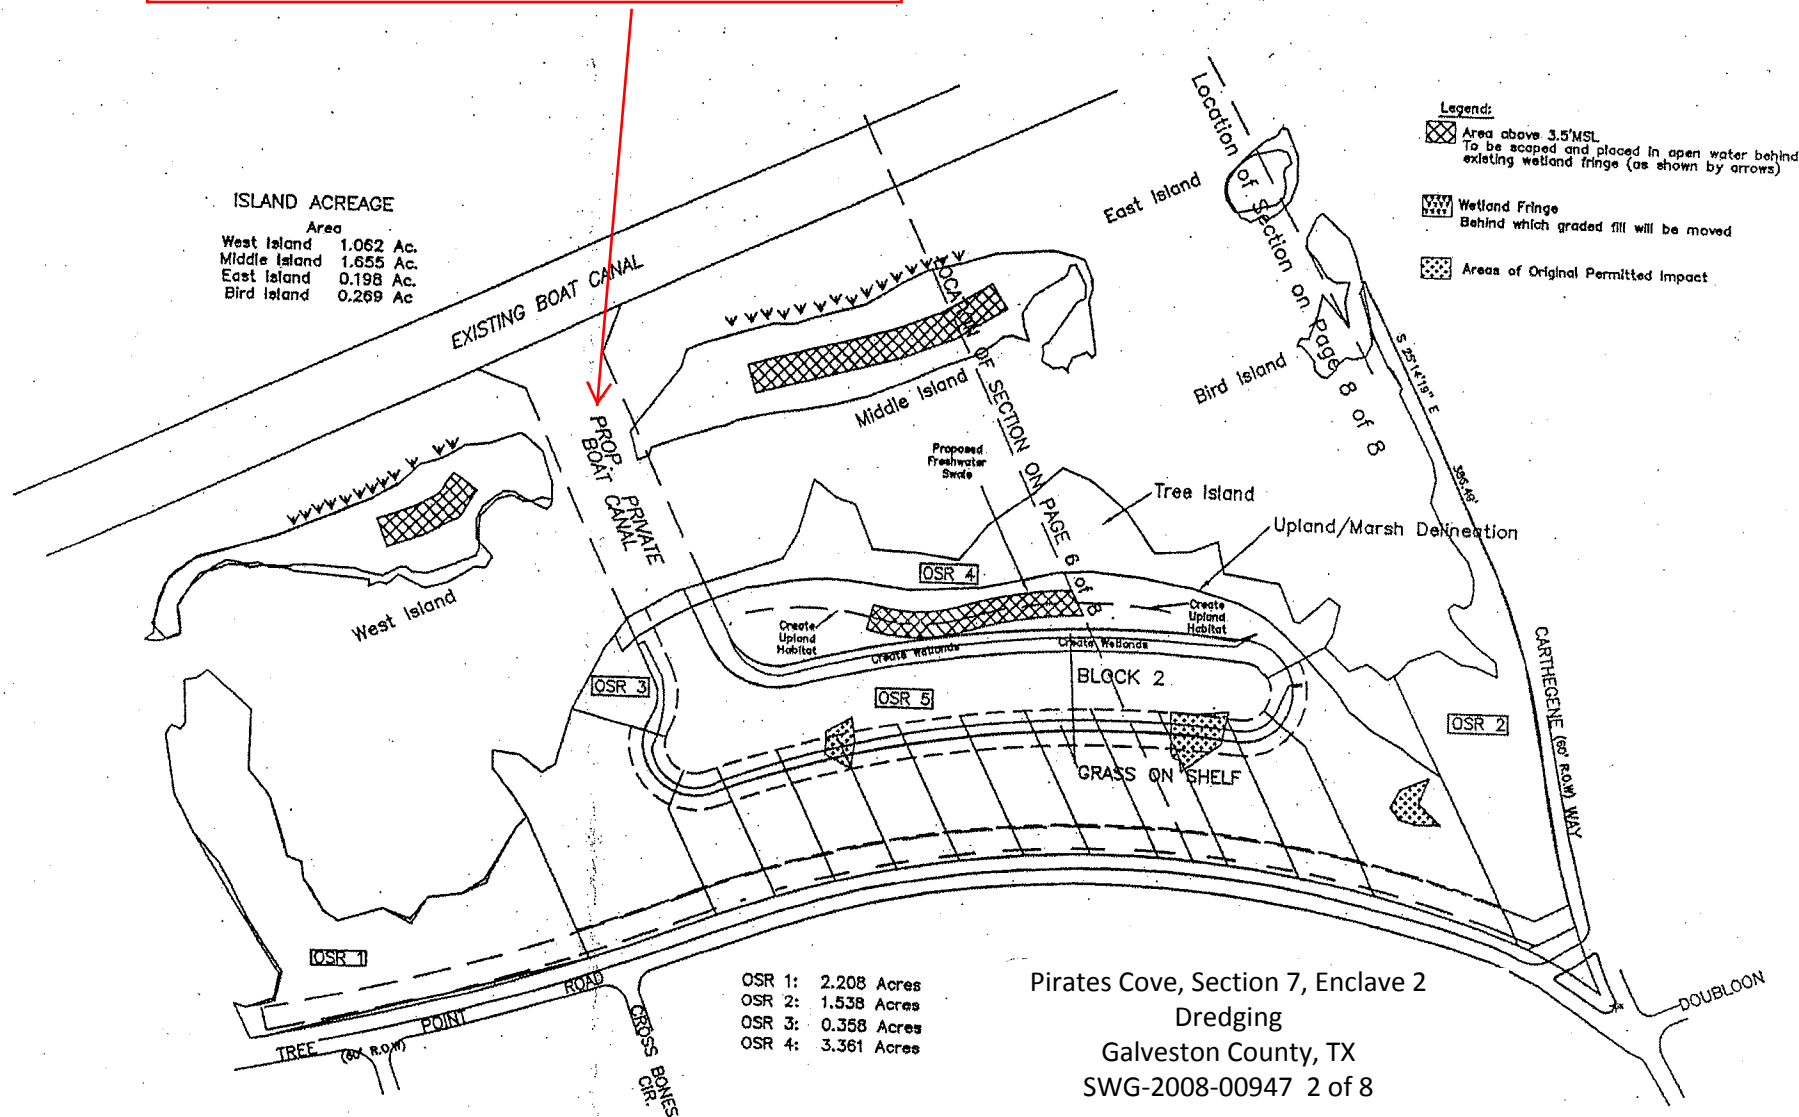 Legend:
Area above 3.5'MSL
To be scaped and placed in open water behind
existing wetland fringe (as shown by arrows)
Wetland Fringe
Behind which graded fill will be moved
Areas of Original Permitted Impact
ISLAND ACREAGE
Area
West Island 1.062 Ac.
Middle Island 1.655 Ac.
East Island 0.198 Ac.
Bird Island 0.269 Ac
EXISTING BOAT CANAL
Location of Section on Page 8 of 8
East Island
Bird Island
Middle Island
LOCATION OF SECTION ON PAGE 6 of 8
S 25°14'19" E
386.49'
PROP. PRIVATE
BOAT CANAL
Proposed
Freshwater
Swale
Tree Island
Upland/Marsh Delineation
West Island
OSR 4
Create
Upland
Habitat
Create
Upland
Habitat
Create Wetlands
Create Wetlands
OSR 3
OSR 5
BLOCK 2
OSR 2
GRASS ON SHELF
CARTHEGENE (60' R.O.W) WAY
OSR 1
TREE POINT ROAD
(60' R.O.W)
CROSS BONES
CIR.
DOUBLOON
OSR 1: 2.208 Acres
OSR 2: 1.538 Acres
OSR 3: 0.358 Acres
OSR 4: 3.361 Acres
Pirates Cove, Section 7, Enclave 2
Dredging
Galveston County, TX
SWG-2008-00947 2 of 8